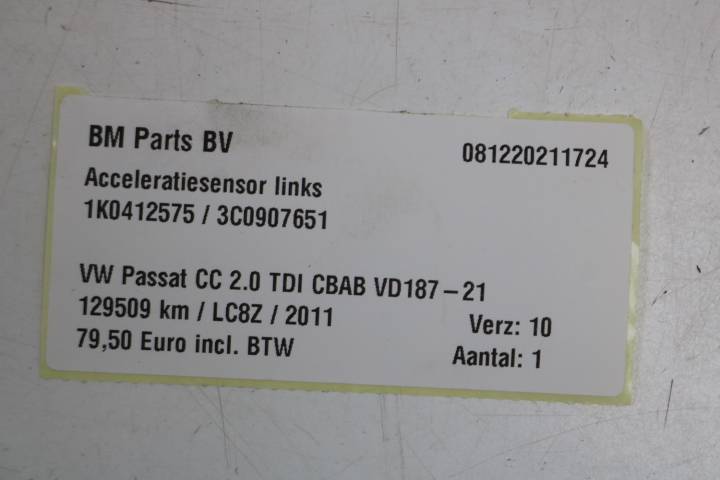 BM Parts BV
081220211724
Acceleratiesensor links
1K0412575 / 3C0907651
VW Passat CC 2.0 TDI CBAB VD187-21
129509 km / LC8Z / 2011
Verz: 10
79,50 Euro incl. BTW
Aantal: 1